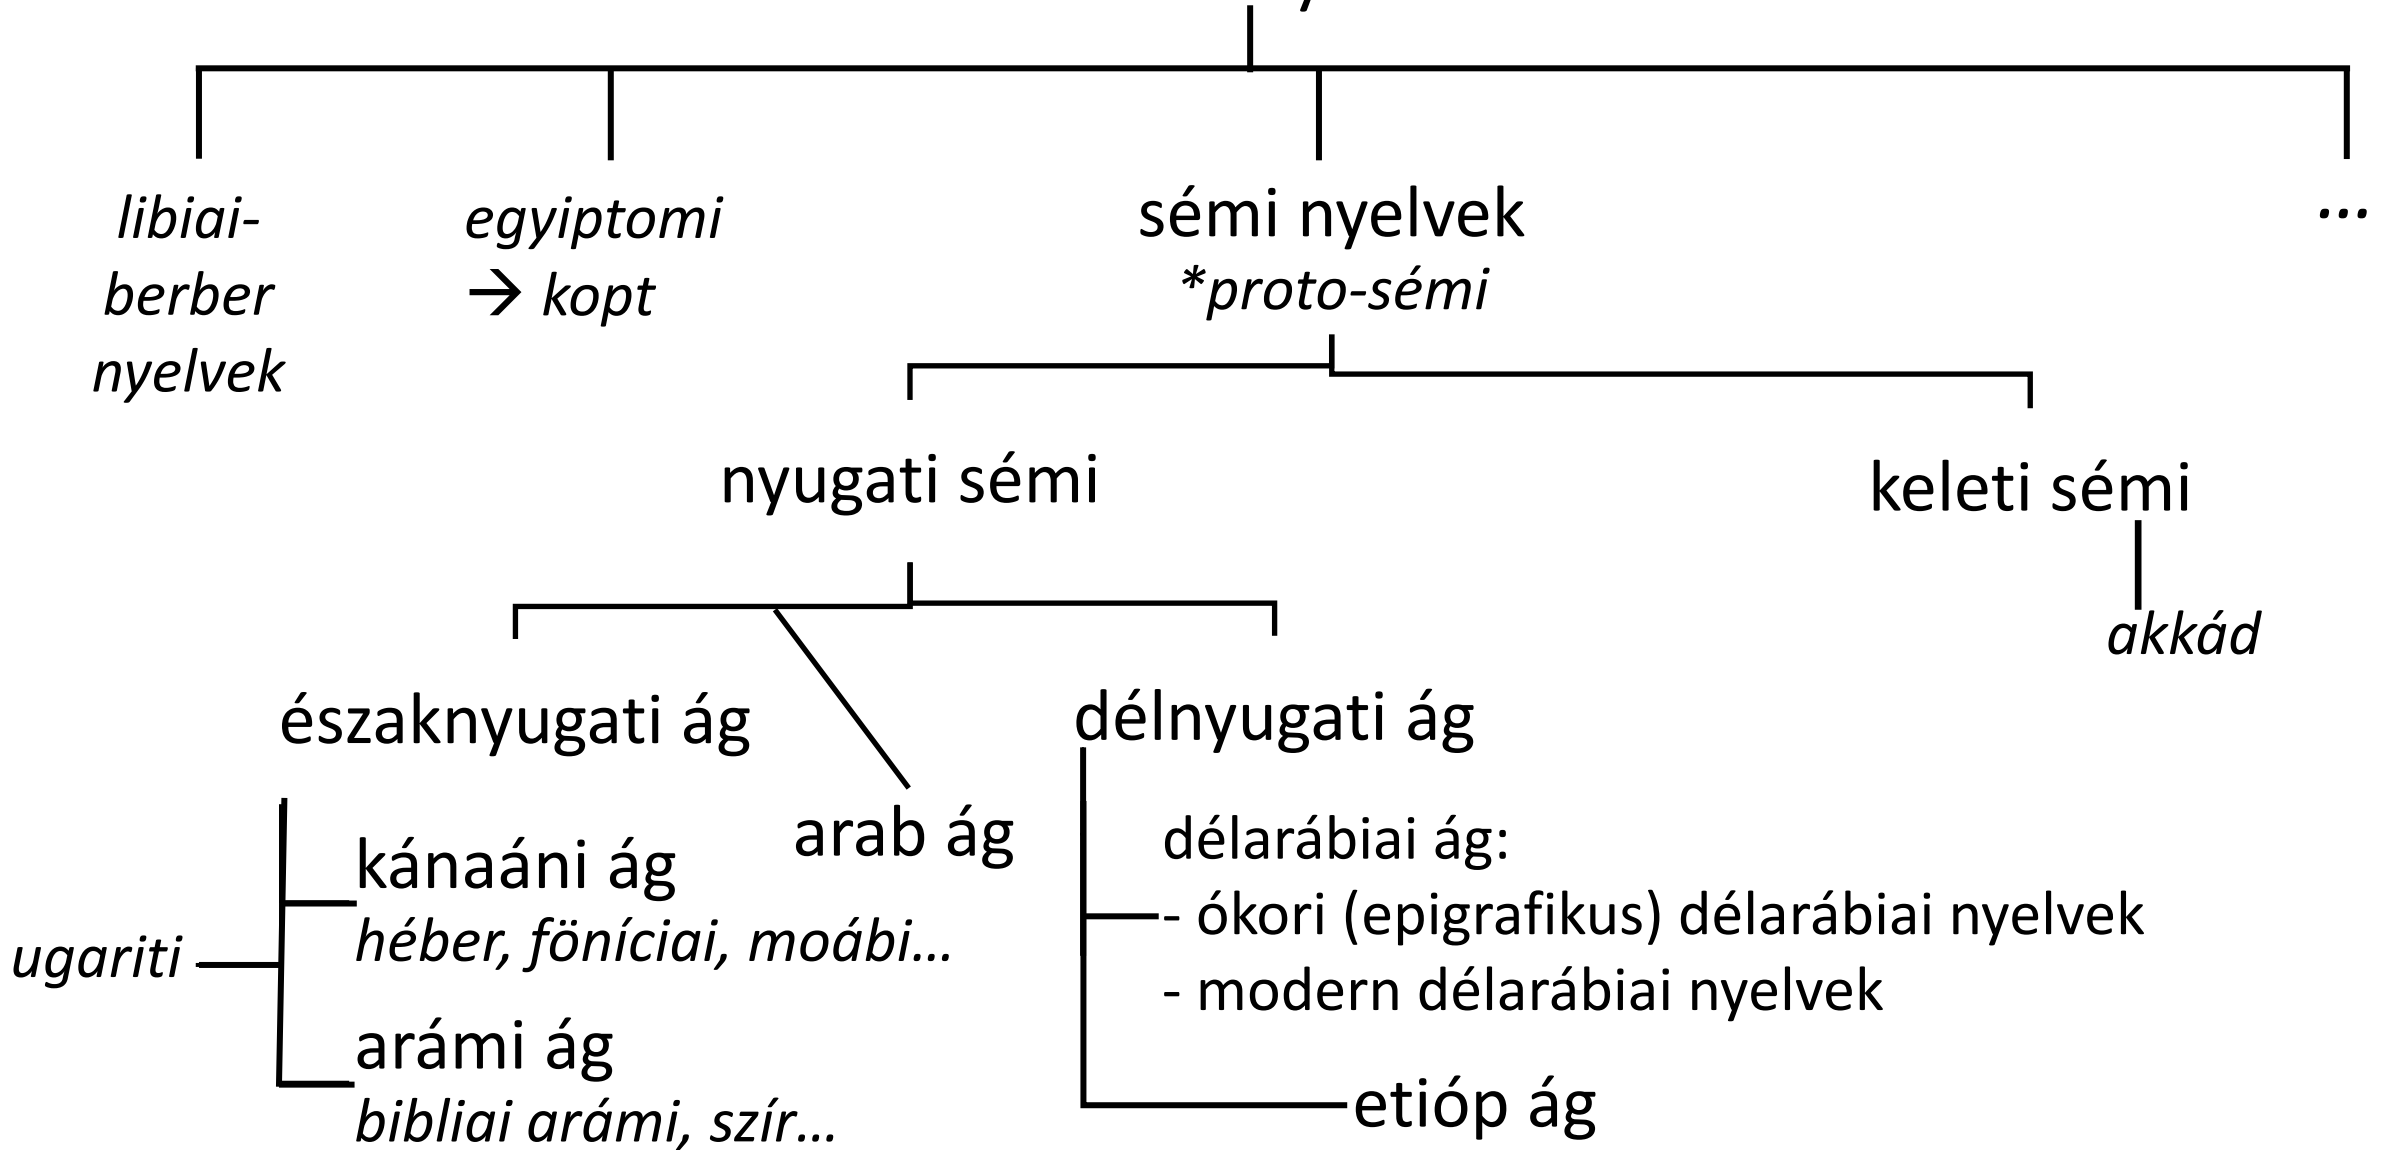 libiai-
berber
nyelvek
egyiptomi
→ kopt
sémi nyelvek
*proto-sémi
...
nyugati sémi
keleti sémi
akkád
északnyugati ág
arab ág
délnyugati ág
ugariti
kánaáni ág
héber, föníciai, moábi...
arámi ág
bibliai arámi, szír...
délarábiai ág:
- ókori (epigrafikus) délarábiai nyelvek
- modern délarábiai nyelvek
etióp ág